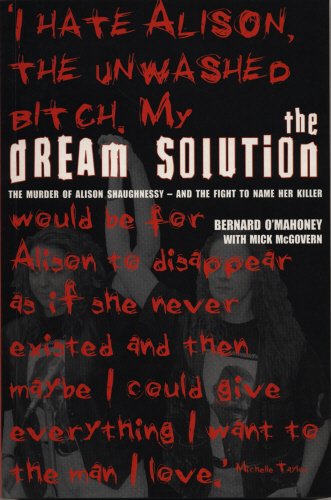 'I HATE ALISON,
THE UNWASHED
BITCH. My
the
DREAM SOLUTION
THE MURDER OF ALISON SHAUGHNESSY – AND THE FIGHT TO NAME HER KILLER
BERNARD O'MAHONEY
WITH MICK McGOVERN
would be for
Alison to disappear
as if she never
existed and then
maybe I could give
everything I want to
the man I love.' Michelle Taylor